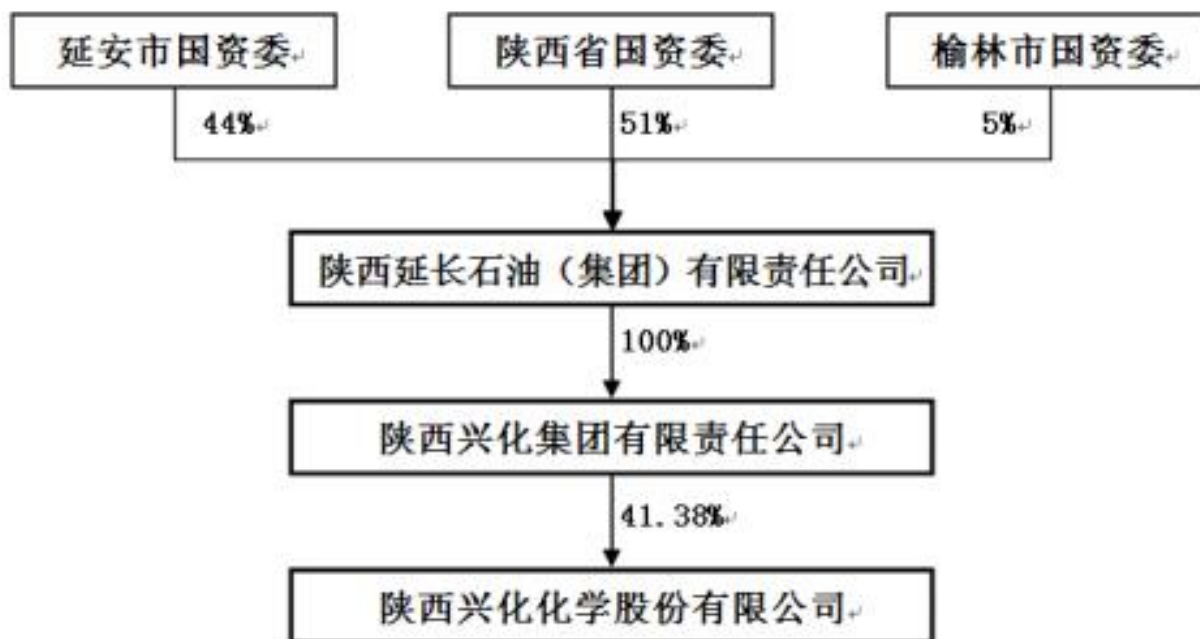 延安市国资委
陕西省国资委
榆林市国资委
44%
51%
5%
陕西延长石油（集团）有限责任公司
100%
陕西兴化集团有限责任公司
41.38%
陕西兴化化学股份有限公司